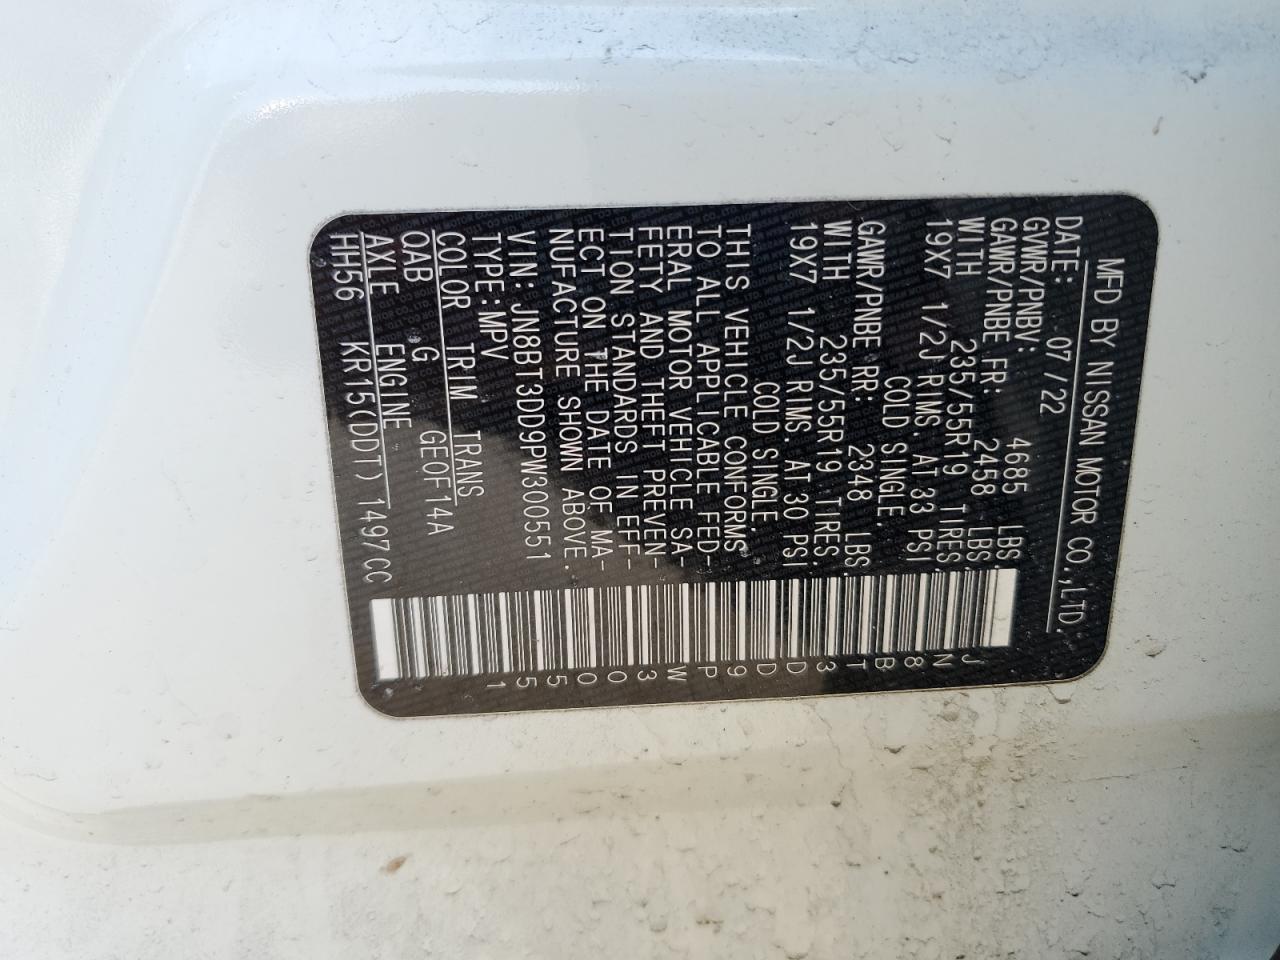 MFD BY NISSAN MOTOR CO.,LTD.
DATE: 07/22
GVWR/PNBV: 4685 LBS.
GAWR/PNBE FR: 2458 LBS.
WITH 235/55R19 TIRES.
19X7 1/2J RIMS. AT 33 PSI
COLD SINGLE.
GAWR/PNBE RR: 2348 LBS.
WITH 235/55R19 TIRES.
19X7 1/2J RIMS. AT 30 PSI
COLD SINGLE.
THIS VEHICLE CONFORMS
TO ALL APPLICABLE FED-
ERAL MOTOR VEHICLE SA-
FETY AND THEFT PREVEN-
TION STANDARDS IN EFF-
ECT ON THE DATE OF MA-
NUFACTURE SHOWN ABOVE.
VIN: JN8BT3DD9PW300551
TYPE:MPV
COLOR TRIM TRANS
QAB G GE0F14A
AXLE ENGINE
HH56 KR15(DDT) 1497CC
JN8BT3DD9PW300551